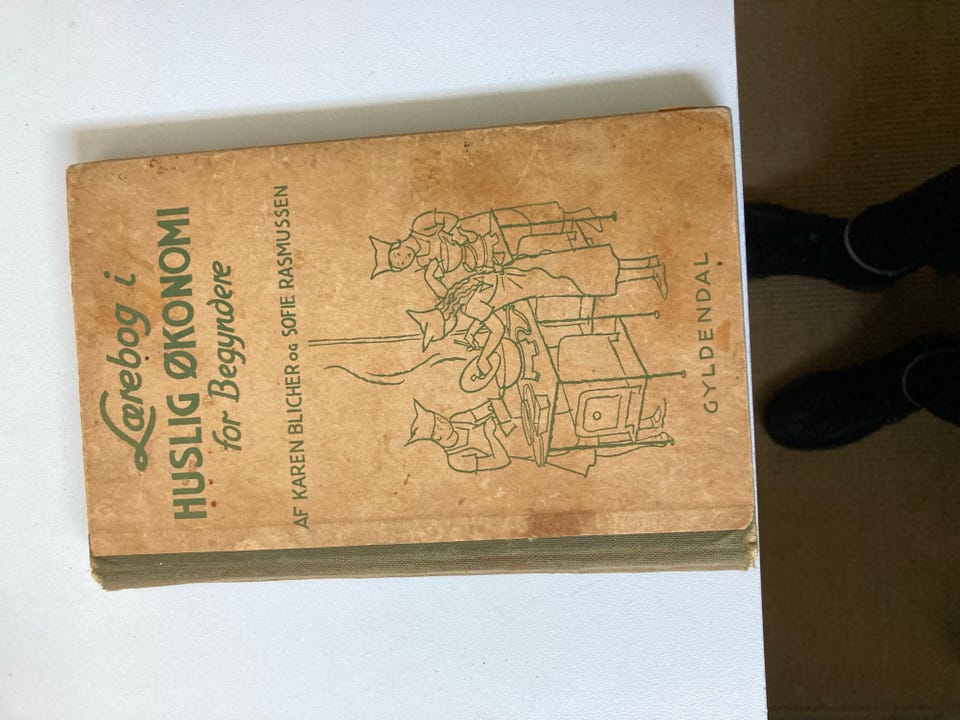 Lærebog i
HUSLIG ØKONOMI
for Begyndere
AF KAREN BLICHER OG SOFIE RASMUSSEN
GYLDENDAL